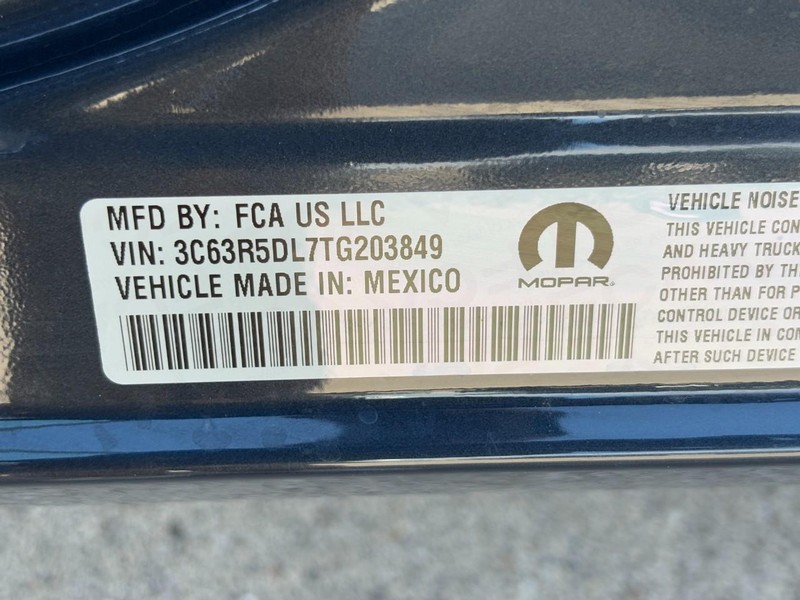 MFD BY: FCA US LLC
VIN: 3C63R5DL7TG203849
VEHICLE MADE IN: MEXICO
MOPAR®
VEHICLE NOISE
THIS VEHICLE CON
AND HEAVY TRUCK
PROHIBITED BY TH
OTHER THAN FOR P
CONTROL DEVICE OR
THIS VEHICLE IN COM
AFTER SUCH DEVICE